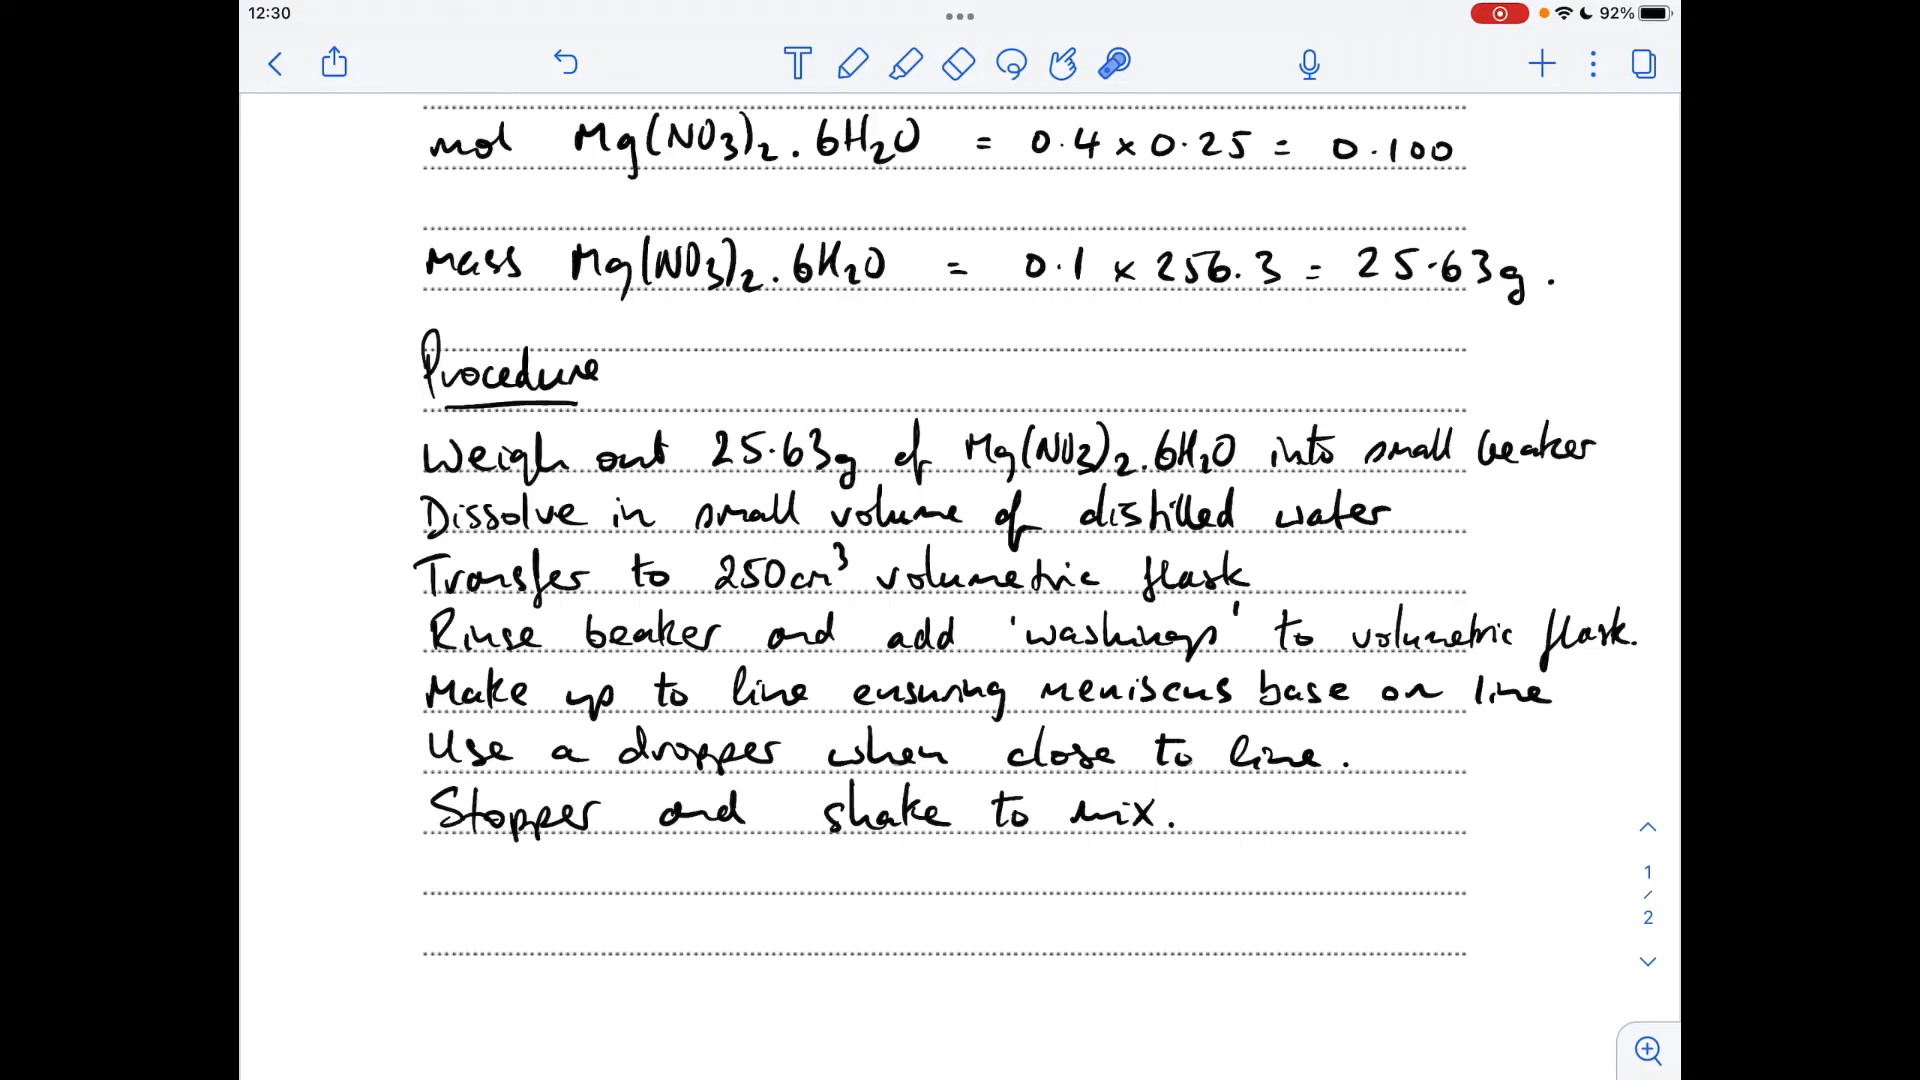 12:30
92%
T
mol Mg(NO3)2.6H2O = 0.4 x 0.25 = 0.100
Mass Mg(NO3)2.6H2O = 0.1 x 256.3 = 25.63g.
Procedure
Weigh out 25.63g of Mg(NO3)2.6H2O into small beaker
Dissolve in small volume of distilled water
Transfer to 250cm³ volumetric flask
Rinse beaker and add 'washings' to volumetric flask.
Make up to line ensuring meniscus base on line
Use a dropper when close to line.
Stopper and shake to mix.
1
/
2